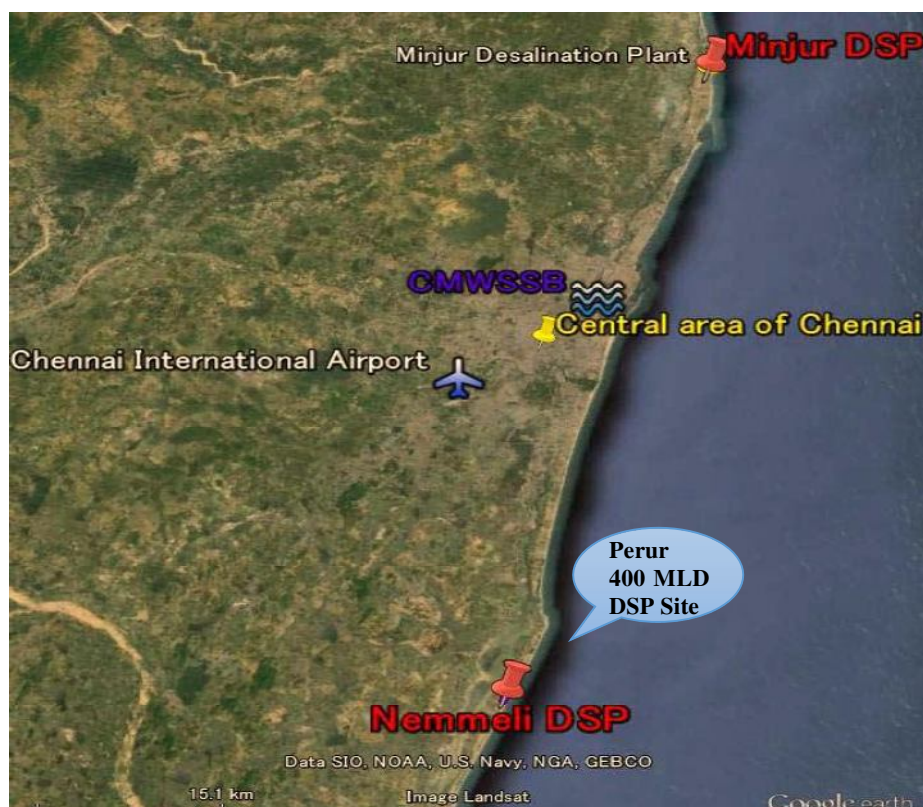 Minjur Desalination Plant
Minjur DSP
CMWSSB
Central area of Chennai
Chennai International Airport
Perur
400 MLD
DSP Site
Nemmeli DSP
Data SIO, NOAA, U.S. Navy, NGA, GEBCO
15.1 km
Image Landsat
Google earth